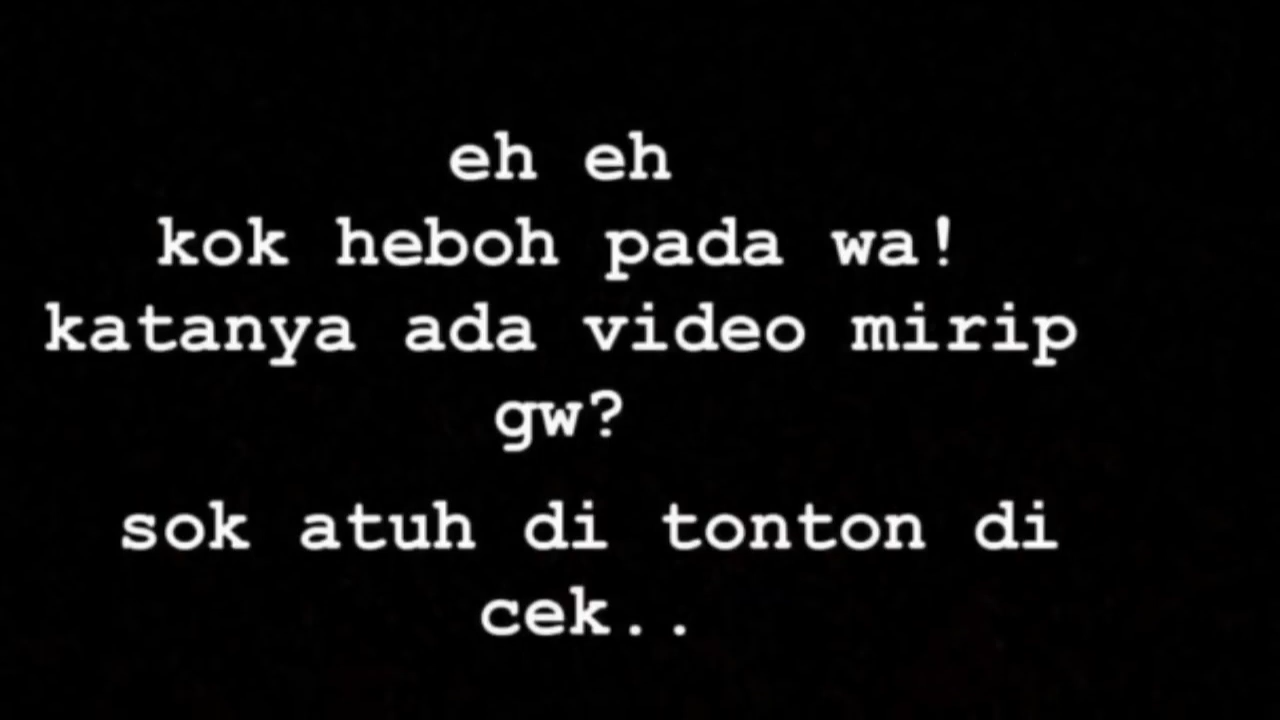 eh eh
kok heboh pada wa!
katanya ada video mirip
gw?
sok atuh di tonton di
cek..